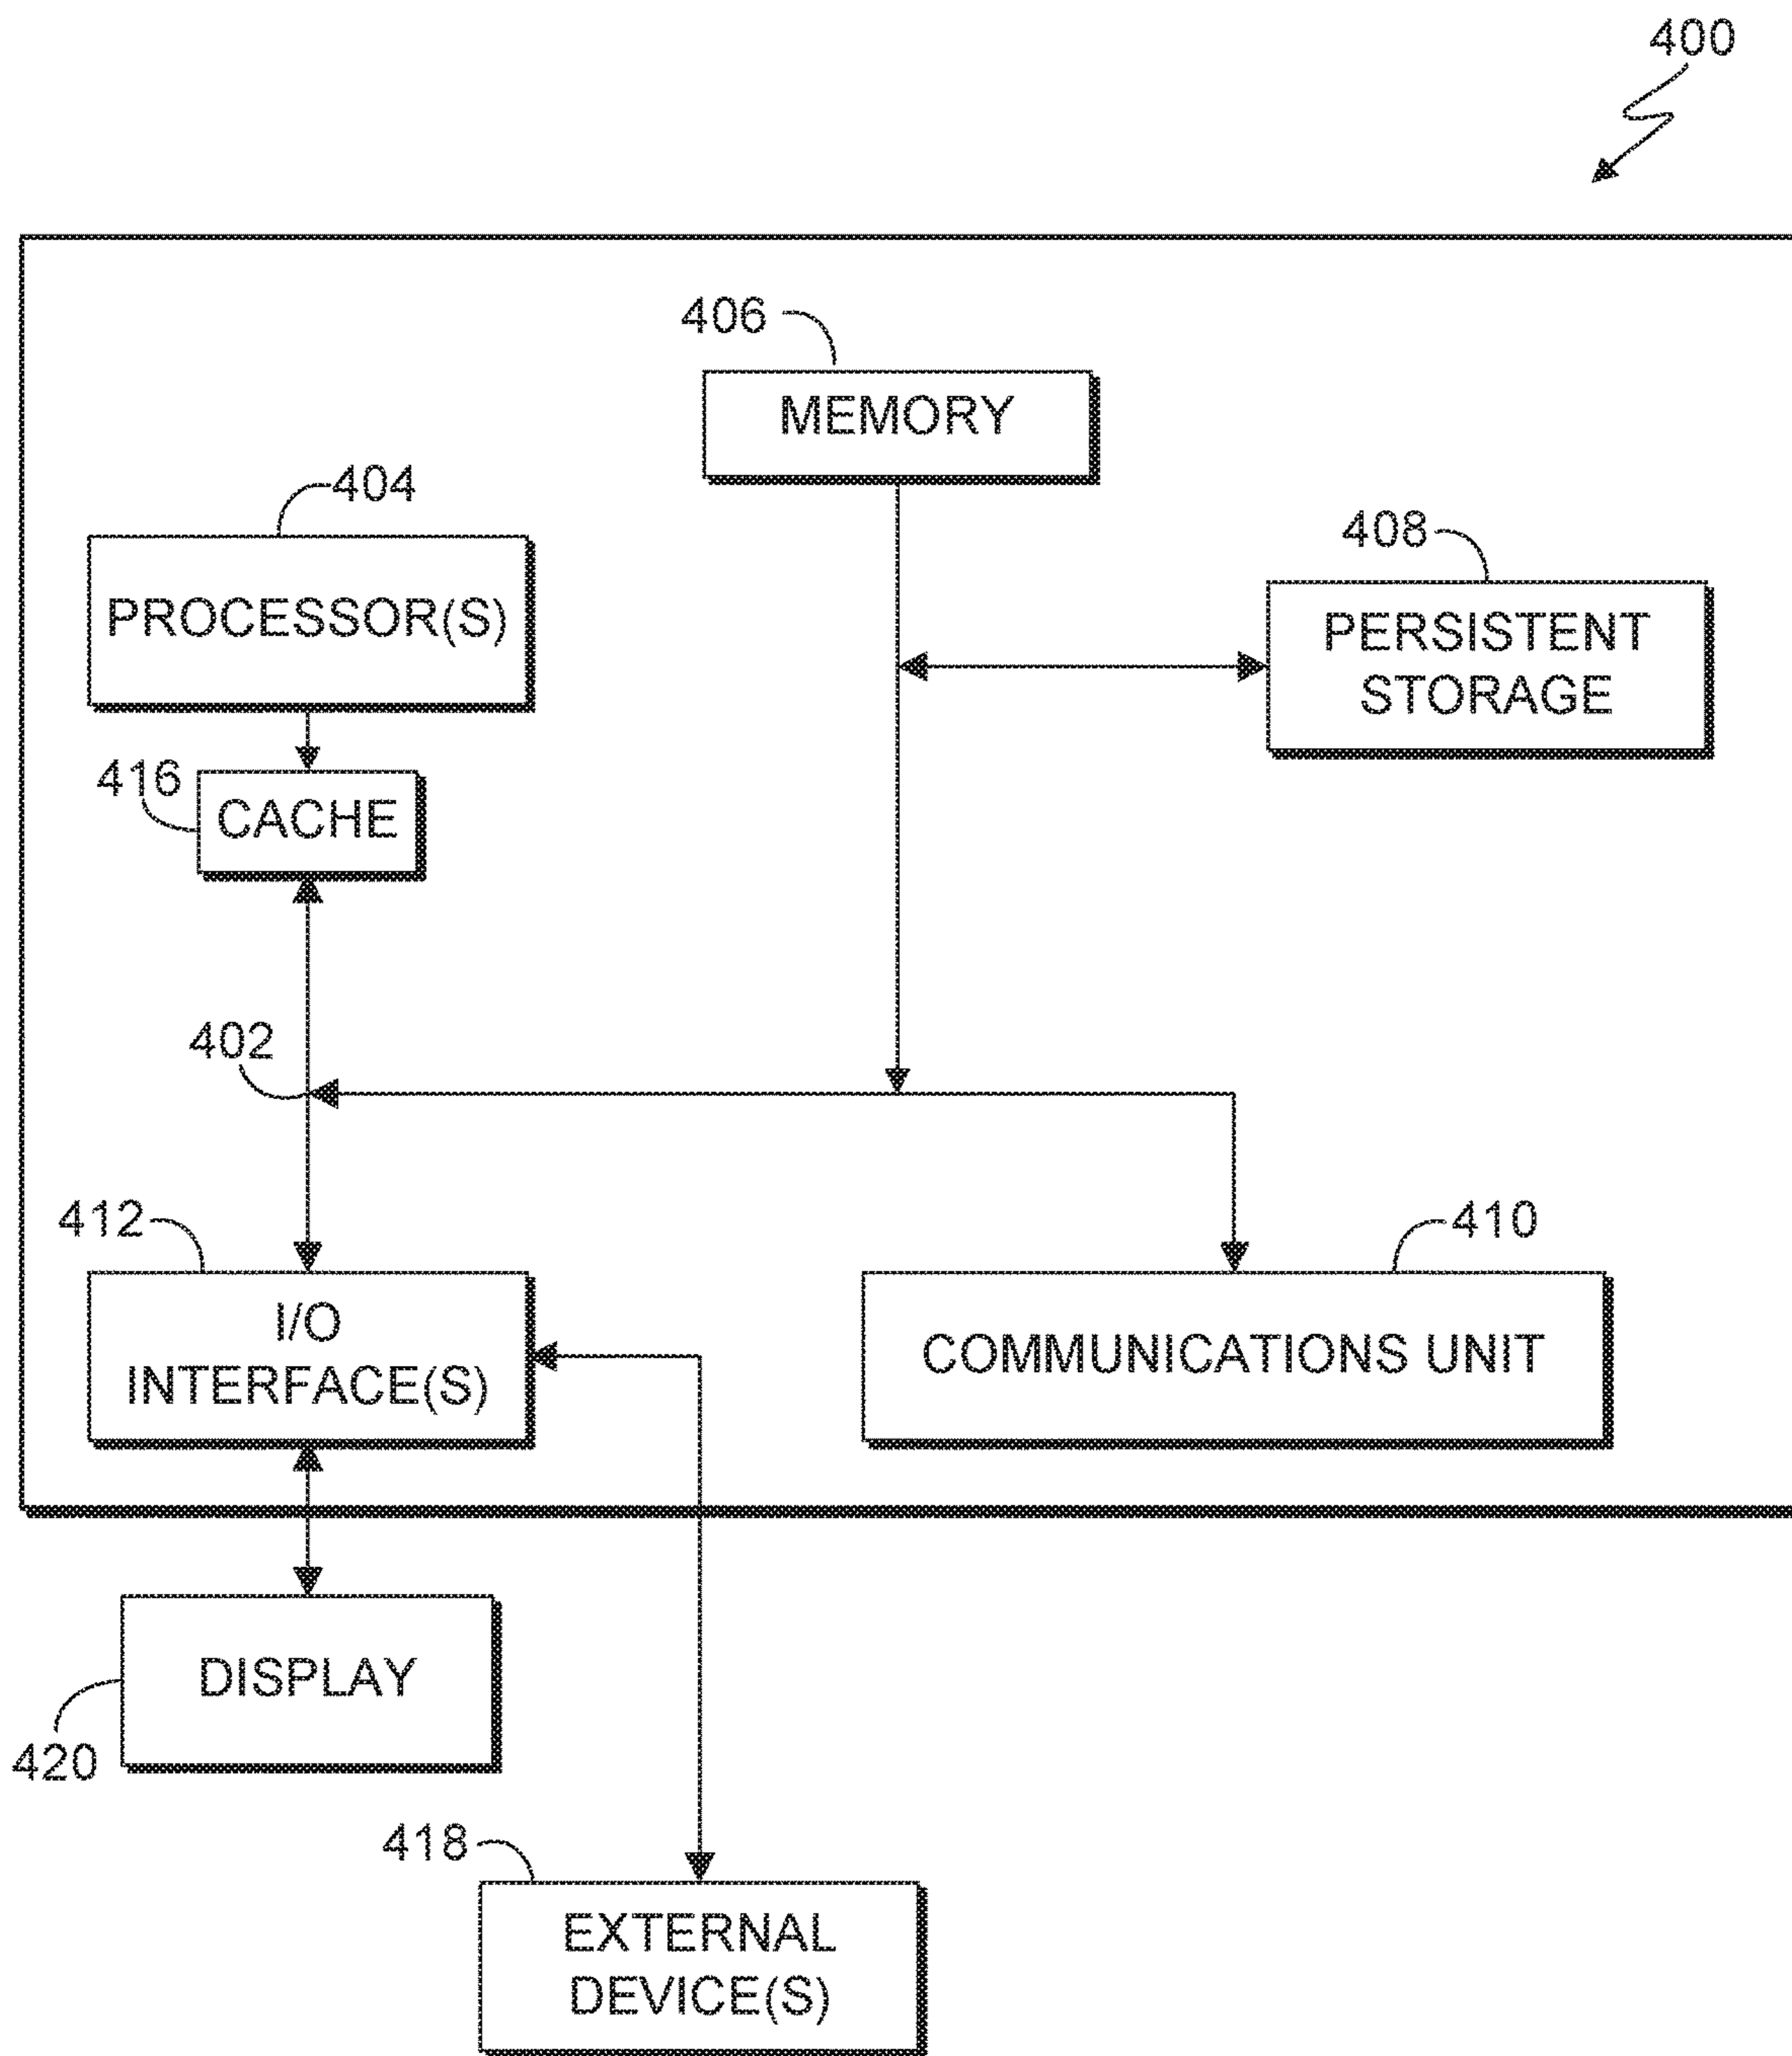 400
406
MEMORY
404
PROCESSOR(S)
408
PERSISTENT
STORAGE
416
CACHE
402
412
I/O
INTERFACE(S)
410
COMMUNICATIONS UNIT
DISPLAY
420
418
EXTERNAL
DEVICE(S)